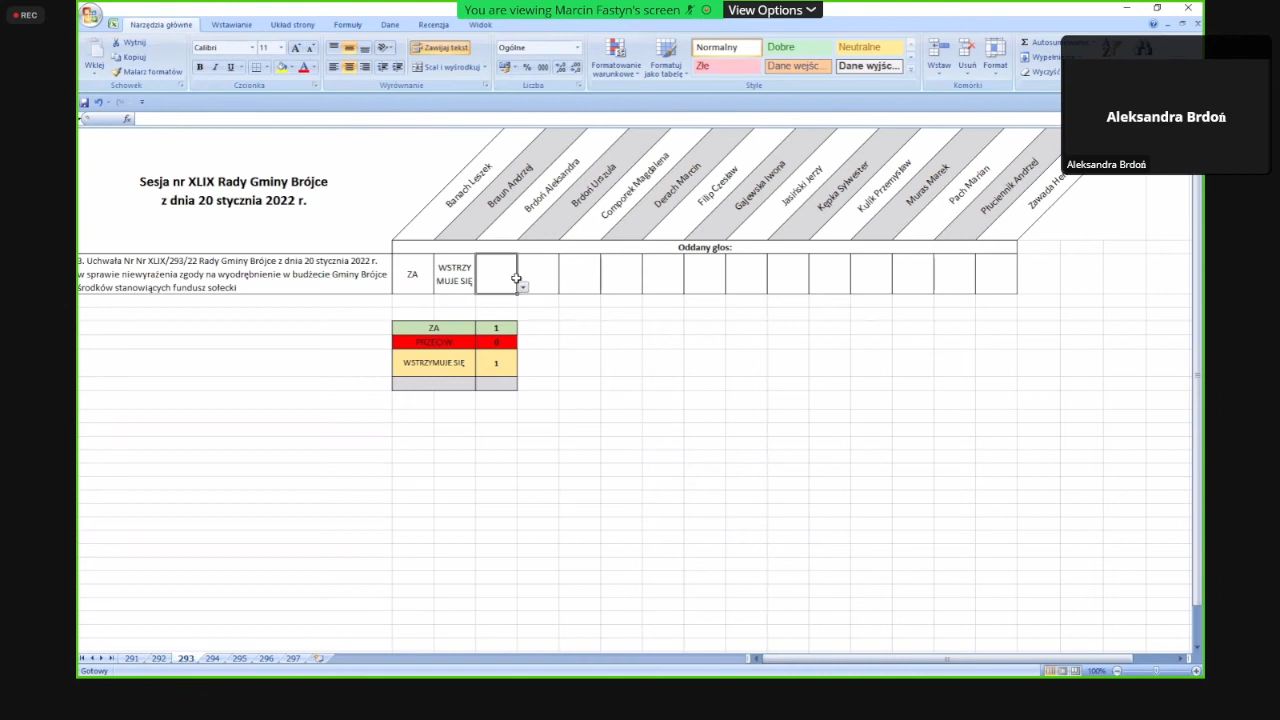 REC
You are viewing Marcin Fastyn's screen
View Options
Narzędzia główne
Wstawianie
Układ strony
Formuły
Dane
Recenzja
Widok
Wklej
Wytnij
Kopiuj
Malarz formatów
Schowek
Calibri
11
Czcionka
Zawijaj tekst
Scal i wyśrodkuj
Wyrównanie
Ogólne
Liczba
Formatowanie warunkowe
Formatuj jako tabelę
Normalny
Dobre
Neutralne
Złe
Dane wejśc...
Dane wyjśc...
Style
Wstaw
Usuń
Format
Komórki
Aleksandra Brdoń
Aleksandra Brdoń
Sesja nr XLIX Rady Gminy Brójce
z dnia 20 stycznia 2022 r.
Banach Leszek
Braun Andrzej
Brdoń Aleksandra
Brdoń Urszula
Comporek Magdalena
Derach Marcin
Filip Czesław
Gajewska Iwona
Jasiński Jerzy
Kępka Sylwester
Kulik Przemysław
Muras Marek
Pach Marian
Płuciennik Andrzej
Zawada
Oddany głos:
3. Uchwała Nr Nr XLIX/293/22 Rady Gminy Brójce z dnia 20 stycznia 2022 r.
w sprawie niewyrażenia zgody na wyodrębnienie w budżecie Gminy Brójce
środków stanowiących fundusz sołecki
ZA
WSTRZY
MUJE SIĘ
ZA 1
PRZECIW 0
WSTRZYMUJE SIĘ 1
291 292 293 294 295 296 297
Gotowy
100%